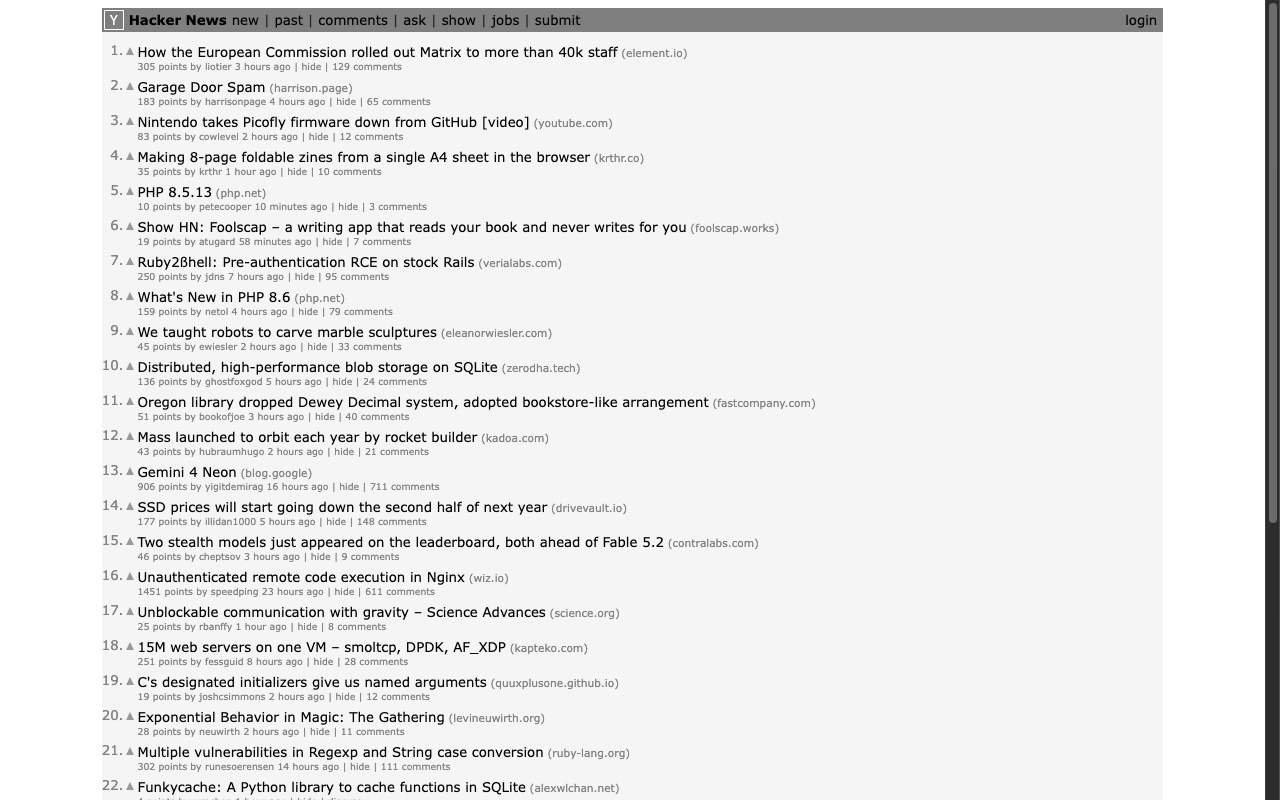 Y Hacker News new | past | comments | ask | show | jobs | submit login
1. ▲ How the European Commission rolled out Matrix to more than 40k staff (element.io)
305 points by liotier 3 hours ago | hide | 129 comments
2. ▲ Garage Door Spam (harrison.page)
183 points by harrisonpage 4 hours ago | hide | 65 comments
3. ▲ Nintendo takes Picofly firmware down from GitHub [video] (youtube.com)
83 points by cowlevel 2 hours ago | hide | 12 comments
4. ▲ Making 8-page foldable zines from a single A4 sheet in the browser (krthr.co)
35 points by krthr 1 hour ago | hide | 10 comments
5. ▲ PHP 8.5.13 (php.net)
10 points by petecooper 10 minutes ago | hide | 3 comments
6. ▲ Show HN: Foolscap – a writing app that reads your book and never writes for you (foolscap.works)
19 points by atugard 58 minutes ago | hide | 7 comments
7. ▲ Ruby2ßhell: Pre-authentication RCE on stock Rails (verialabs.com)
250 points by jdns 7 hours ago | hide | 95 comments
8. ▲ What's New in PHP 8.6 (php.net)
159 points by netol 4 hours ago | hide | 79 comments
9. ▲ We taught robots to carve marble sculptures (eleanorwiesler.com)
45 points by ewiesler 2 hours ago | hide | 33 comments
10. ▲ Distributed, high-performance blob storage on SQLite (zerodha.tech)
136 points by ghostfoxgod 5 hours ago | hide | 24 comments
11. ▲ Oregon library dropped Dewey Decimal system, adopted bookstore-like arrangement (fastcompany.com)
51 points by bookofjoe 3 hours ago | hide | 40 comments
12. ▲ Mass launched to orbit each year by rocket builder (kadoa.com)
43 points by hubraumhugo 2 hours ago | hide | 21 comments
13. ▲ Gemini 4 Neon (blog.google)
906 points by yigitdemirag 16 hours ago | hide | 711 comments
14. ▲ SSD prices will start going down the second half of next year (drivevault.io)
177 points by illidan1000 5 hours ago | hide | 148 comments
15. ▲ Two stealth models just appeared on the leaderboard, both ahead of Fable 5.2 (contralabs.com)
46 points by cheptsov 3 hours ago | hide | 9 comments
16. ▲ Unauthenticated remote code execution in Nginx (wiz.io)
1451 points by speedping 23 hours ago | hide | 611 comments
17. ▲ Unblockable communication with gravity – Science Advances (science.org)
25 points by rbanffy 1 hour ago | hide | 8 comments
18. ▲ 15M web servers on one VM – smoltcp, DPDK, AF_XDP (kapteko.com)
251 points by fessguid 8 hours ago | hide | 28 comments
19. ▲ C's designated initializers give us named arguments (quuxplusone.github.io)
19 points by joshcsimmons 2 hours ago | hide | 12 comments
20. ▲ Exponential Behavior in Magic: The Gathering (levineuwirth.org)
28 points by neuwirth 2 hours ago | hide | 11 comments
21. ▲ Multiple vulnerabilities in Regexp and String case conversion (ruby-lang.org)
302 points by runesoerensen 14 hours ago | hide | 111 comments
22. ▲ Funkycache: A Python library to cache functions in SQLite (alexwlchan.net)